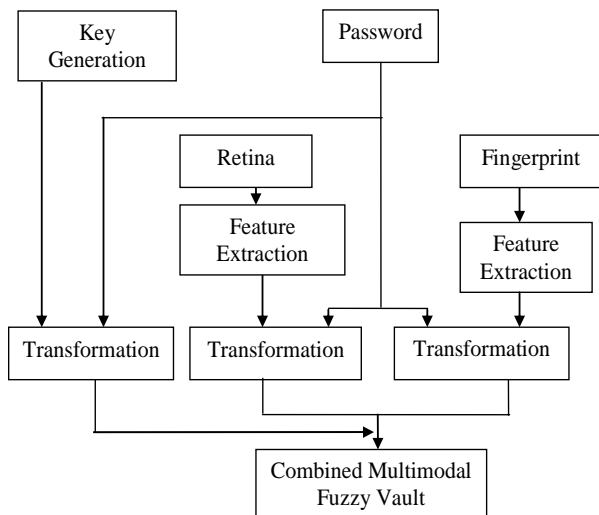 Key
Generation
Password
Retina
Fingerprint
Feature
Extraction
Feature
Extraction
Transformation
Transformation
Transformation
Combined Multimodal
Fuzzy Vault